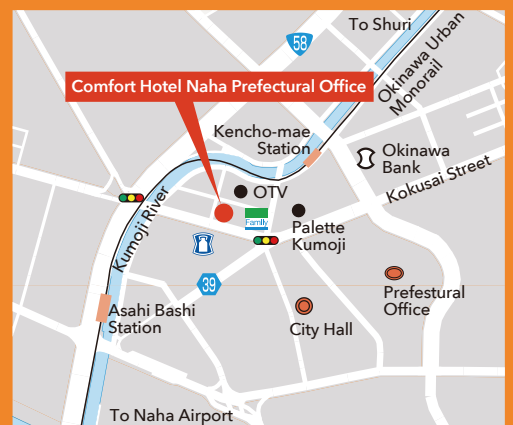 To Shuri
58
Okinawa Urban
Monorail
Comfort Hotel Naha Prefectural Office
Kencho-mae
Station
Okinawa
Bank
Kokusai Street
OTV
Family
Palette
Kumoji
Kumoji River
39
Prefestural
Office
City Hall
Asahi Bashi
Station
To Naha Airport